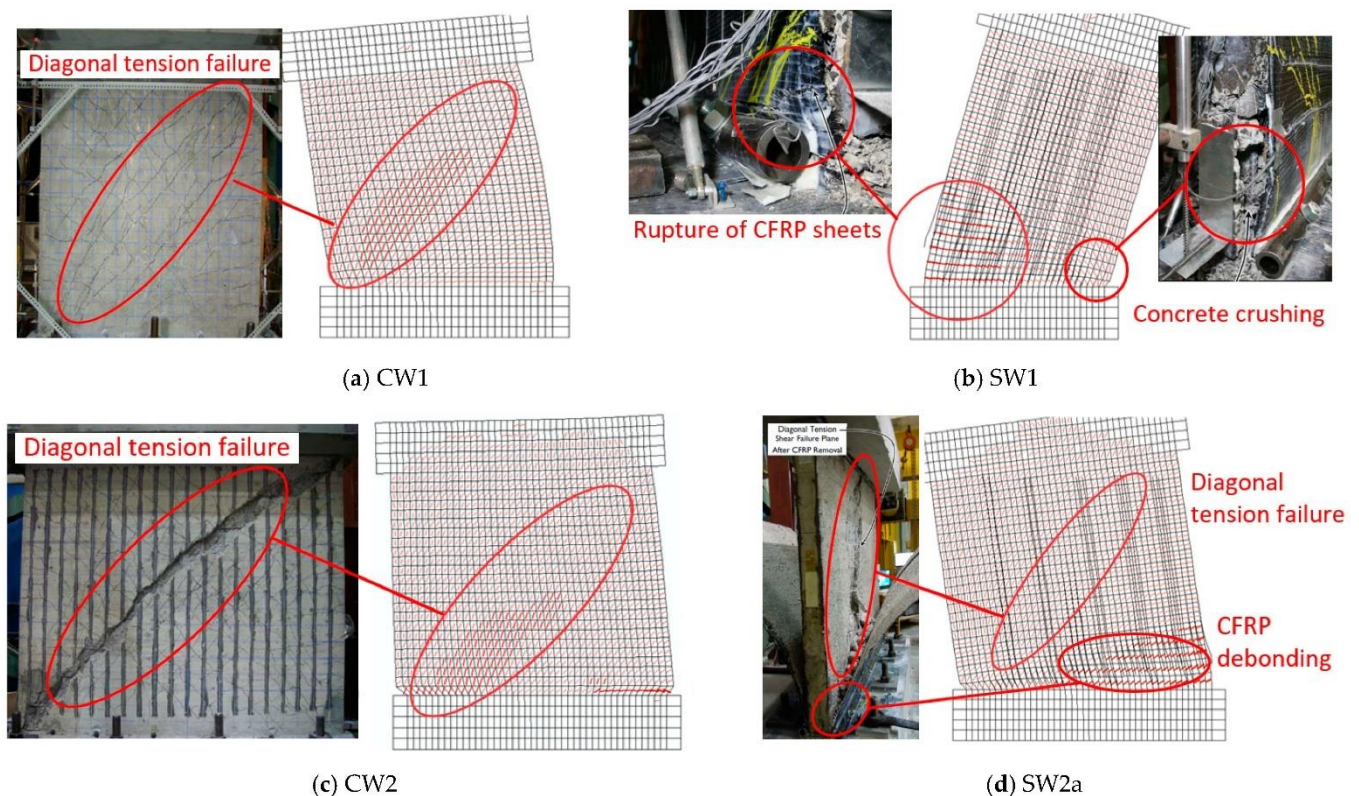 Diagonal tension failure
Rupture of CFRP sheets
Concrete crushing
(a) CW1
(b) SW1
Diagonal tension failure
Diagonal Tension
Shear Failure Plane
After CFRP Removal
Diagonal
tension failure
CFRP
debonding
(c) CW2
(d) SW2a